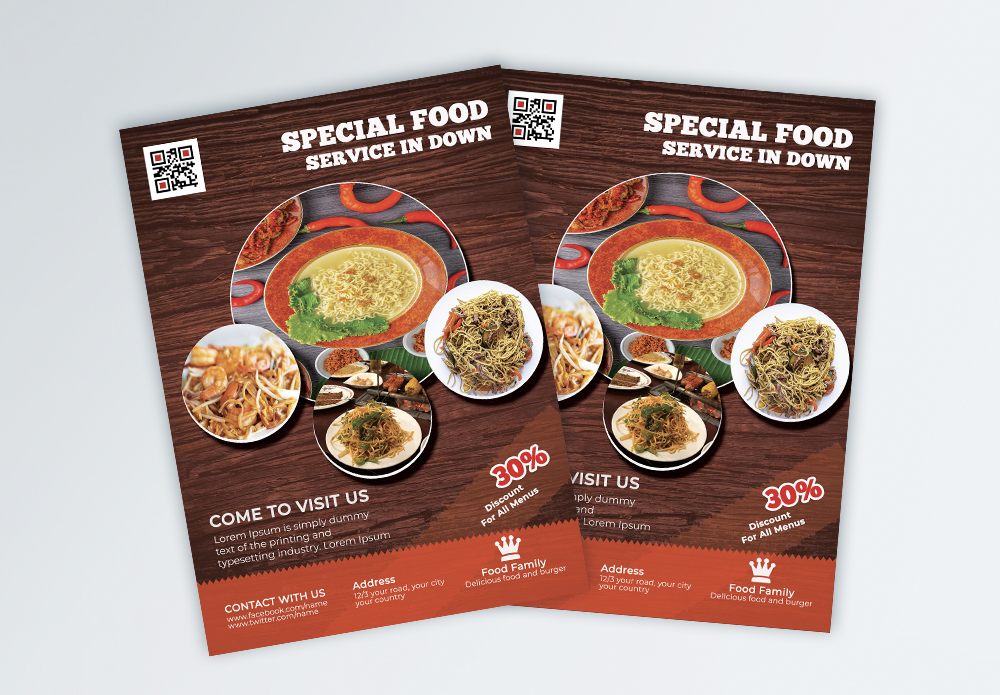 SPECIAL FOOD
SERVICE IN DOWN
COME TO VISIT US
Lorem Ipsum is simply dummy
text of the printing and
typesetting industry. Lorem Ipsum
30%
Discount
For All Menus
CONTACT WITH US
www.facebook.com/name
www.twitter.com/name
Address
12/3 your road, your city
your country
Food Family
Delicious food and burger
SPECIAL FOOD
SERVICE IN DOWN
VISIT US
dummy
and
Lorem Ipsum
30%
Discount
For All Menus
Address
12/3 your road, your city
your country
Food Family
Delicious food and burger